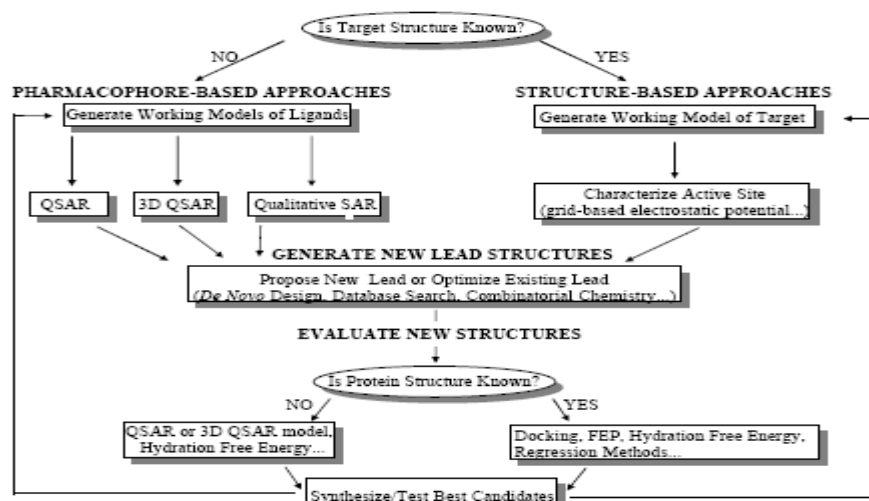 Is Target Structure Known?
NO
YES
PHARMACOPHORE-BASED APPROACHES
STRUCTURE-BASED APPROACHES
Generate Working Models of Ligands
Generate Working Model of Target
QSAR
3D QSAR
Qualitative SAR
Characterize Active Site
(grid-based electrostatic potential...)
GENERATE NEW LEAD STRUCTURES
Propose New Lead or Optimize Existing Lead
(De Novo Design, Database Search, Combinatorial Chemistry...)
EVALUATE NEW STRUCTURES
Is Protein Structure Known?
NO
YES
QSAR or 3D QSAR model,
Hydration Free Energy...
Docking, FEP, Hydration Free Energy,
Regression Methods...
Synthesize/Test Best Candidates